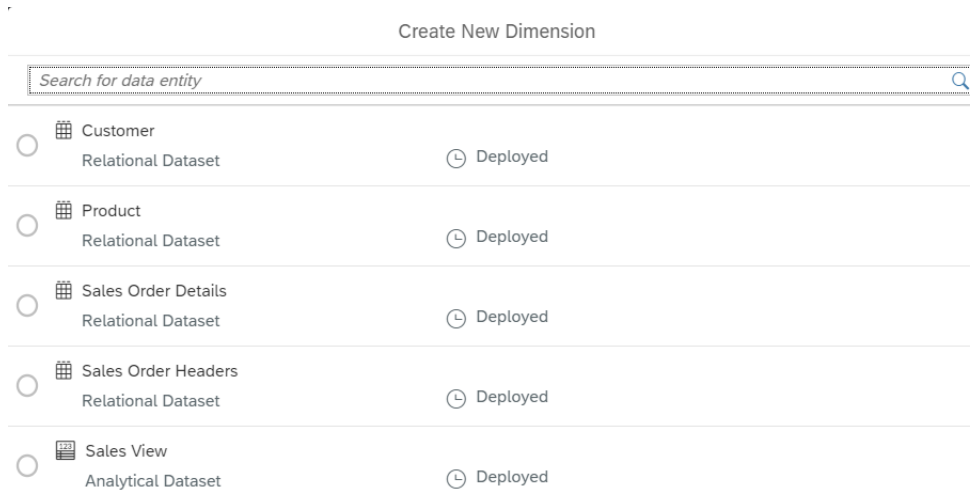 Create New Dimension
Search for data entity
Customer
Relational Dataset
Deployed
Product
Relational Dataset
Deployed
Sales Order Details
Relational Dataset
Deployed
Sales Order Headers
Relational Dataset
Deployed
123
Sales View
Analytical Dataset
Deployed